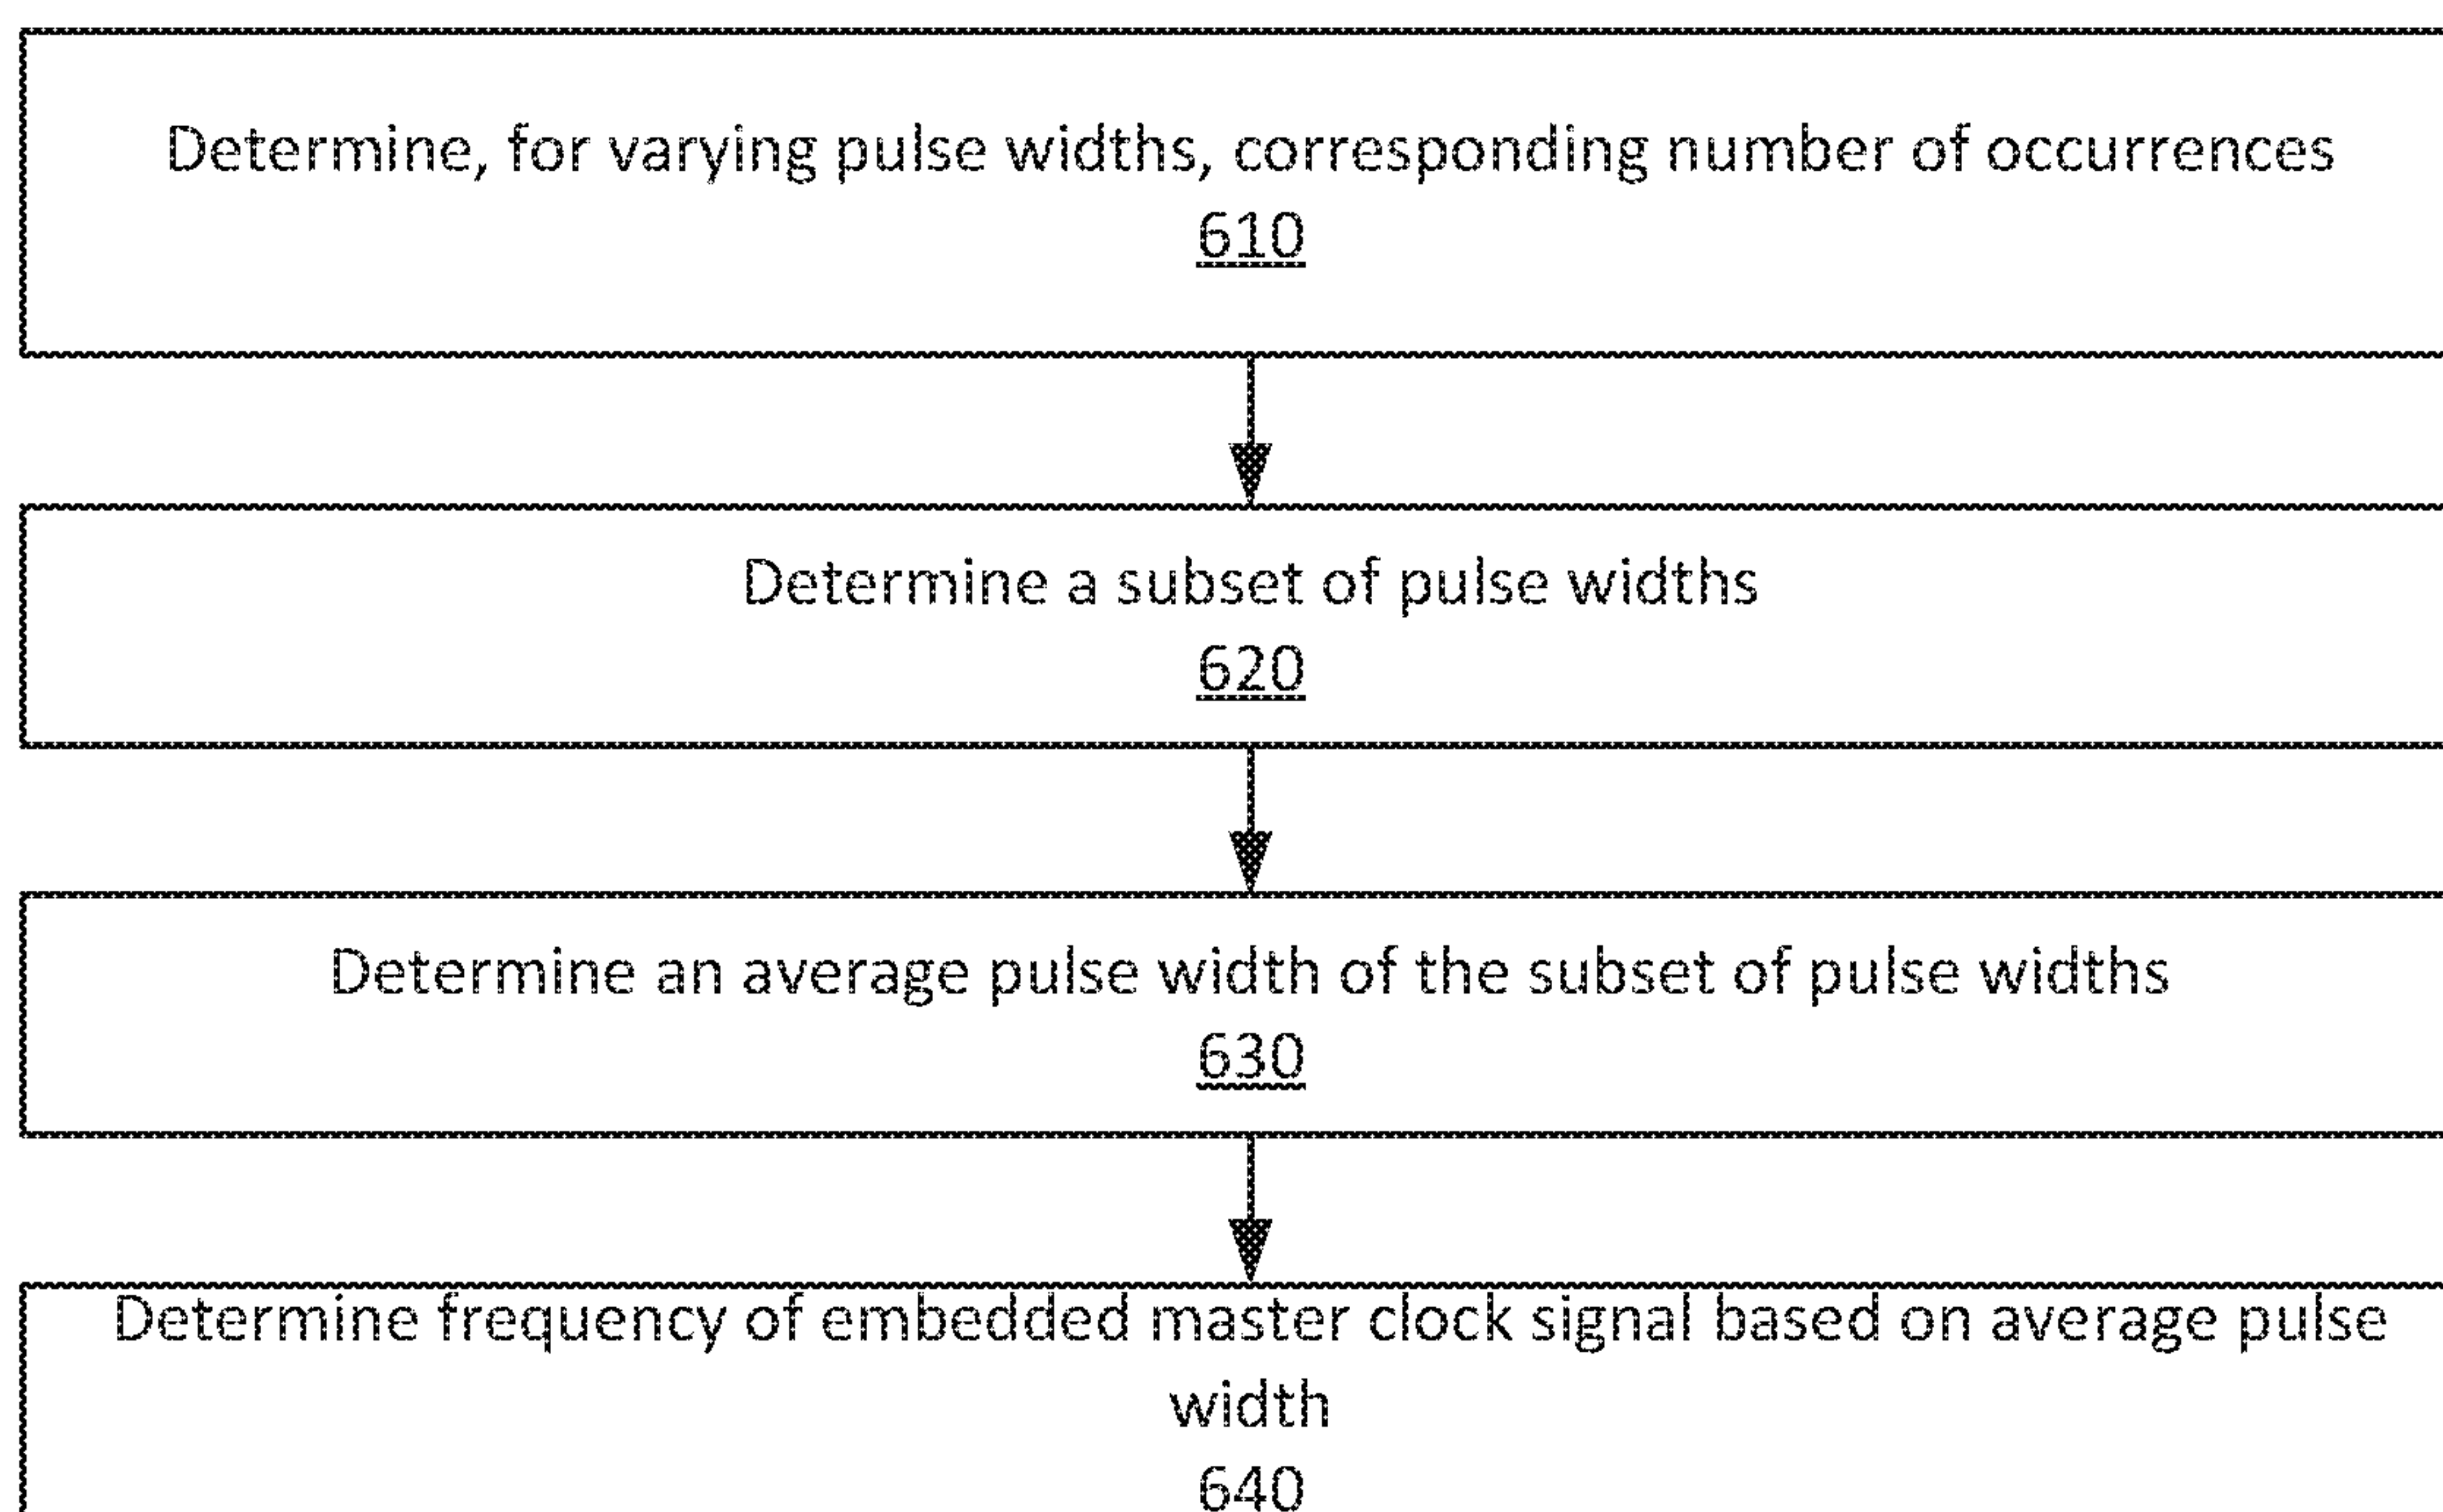 Determine, for varying pulse widths, corresponding number of occurrences
610
Determine a subset of pulse widths
620
Determine an average pulse width of the subset of pulse widths
630
Determine frequency of embedded master clock signal based on average pulse
width
640